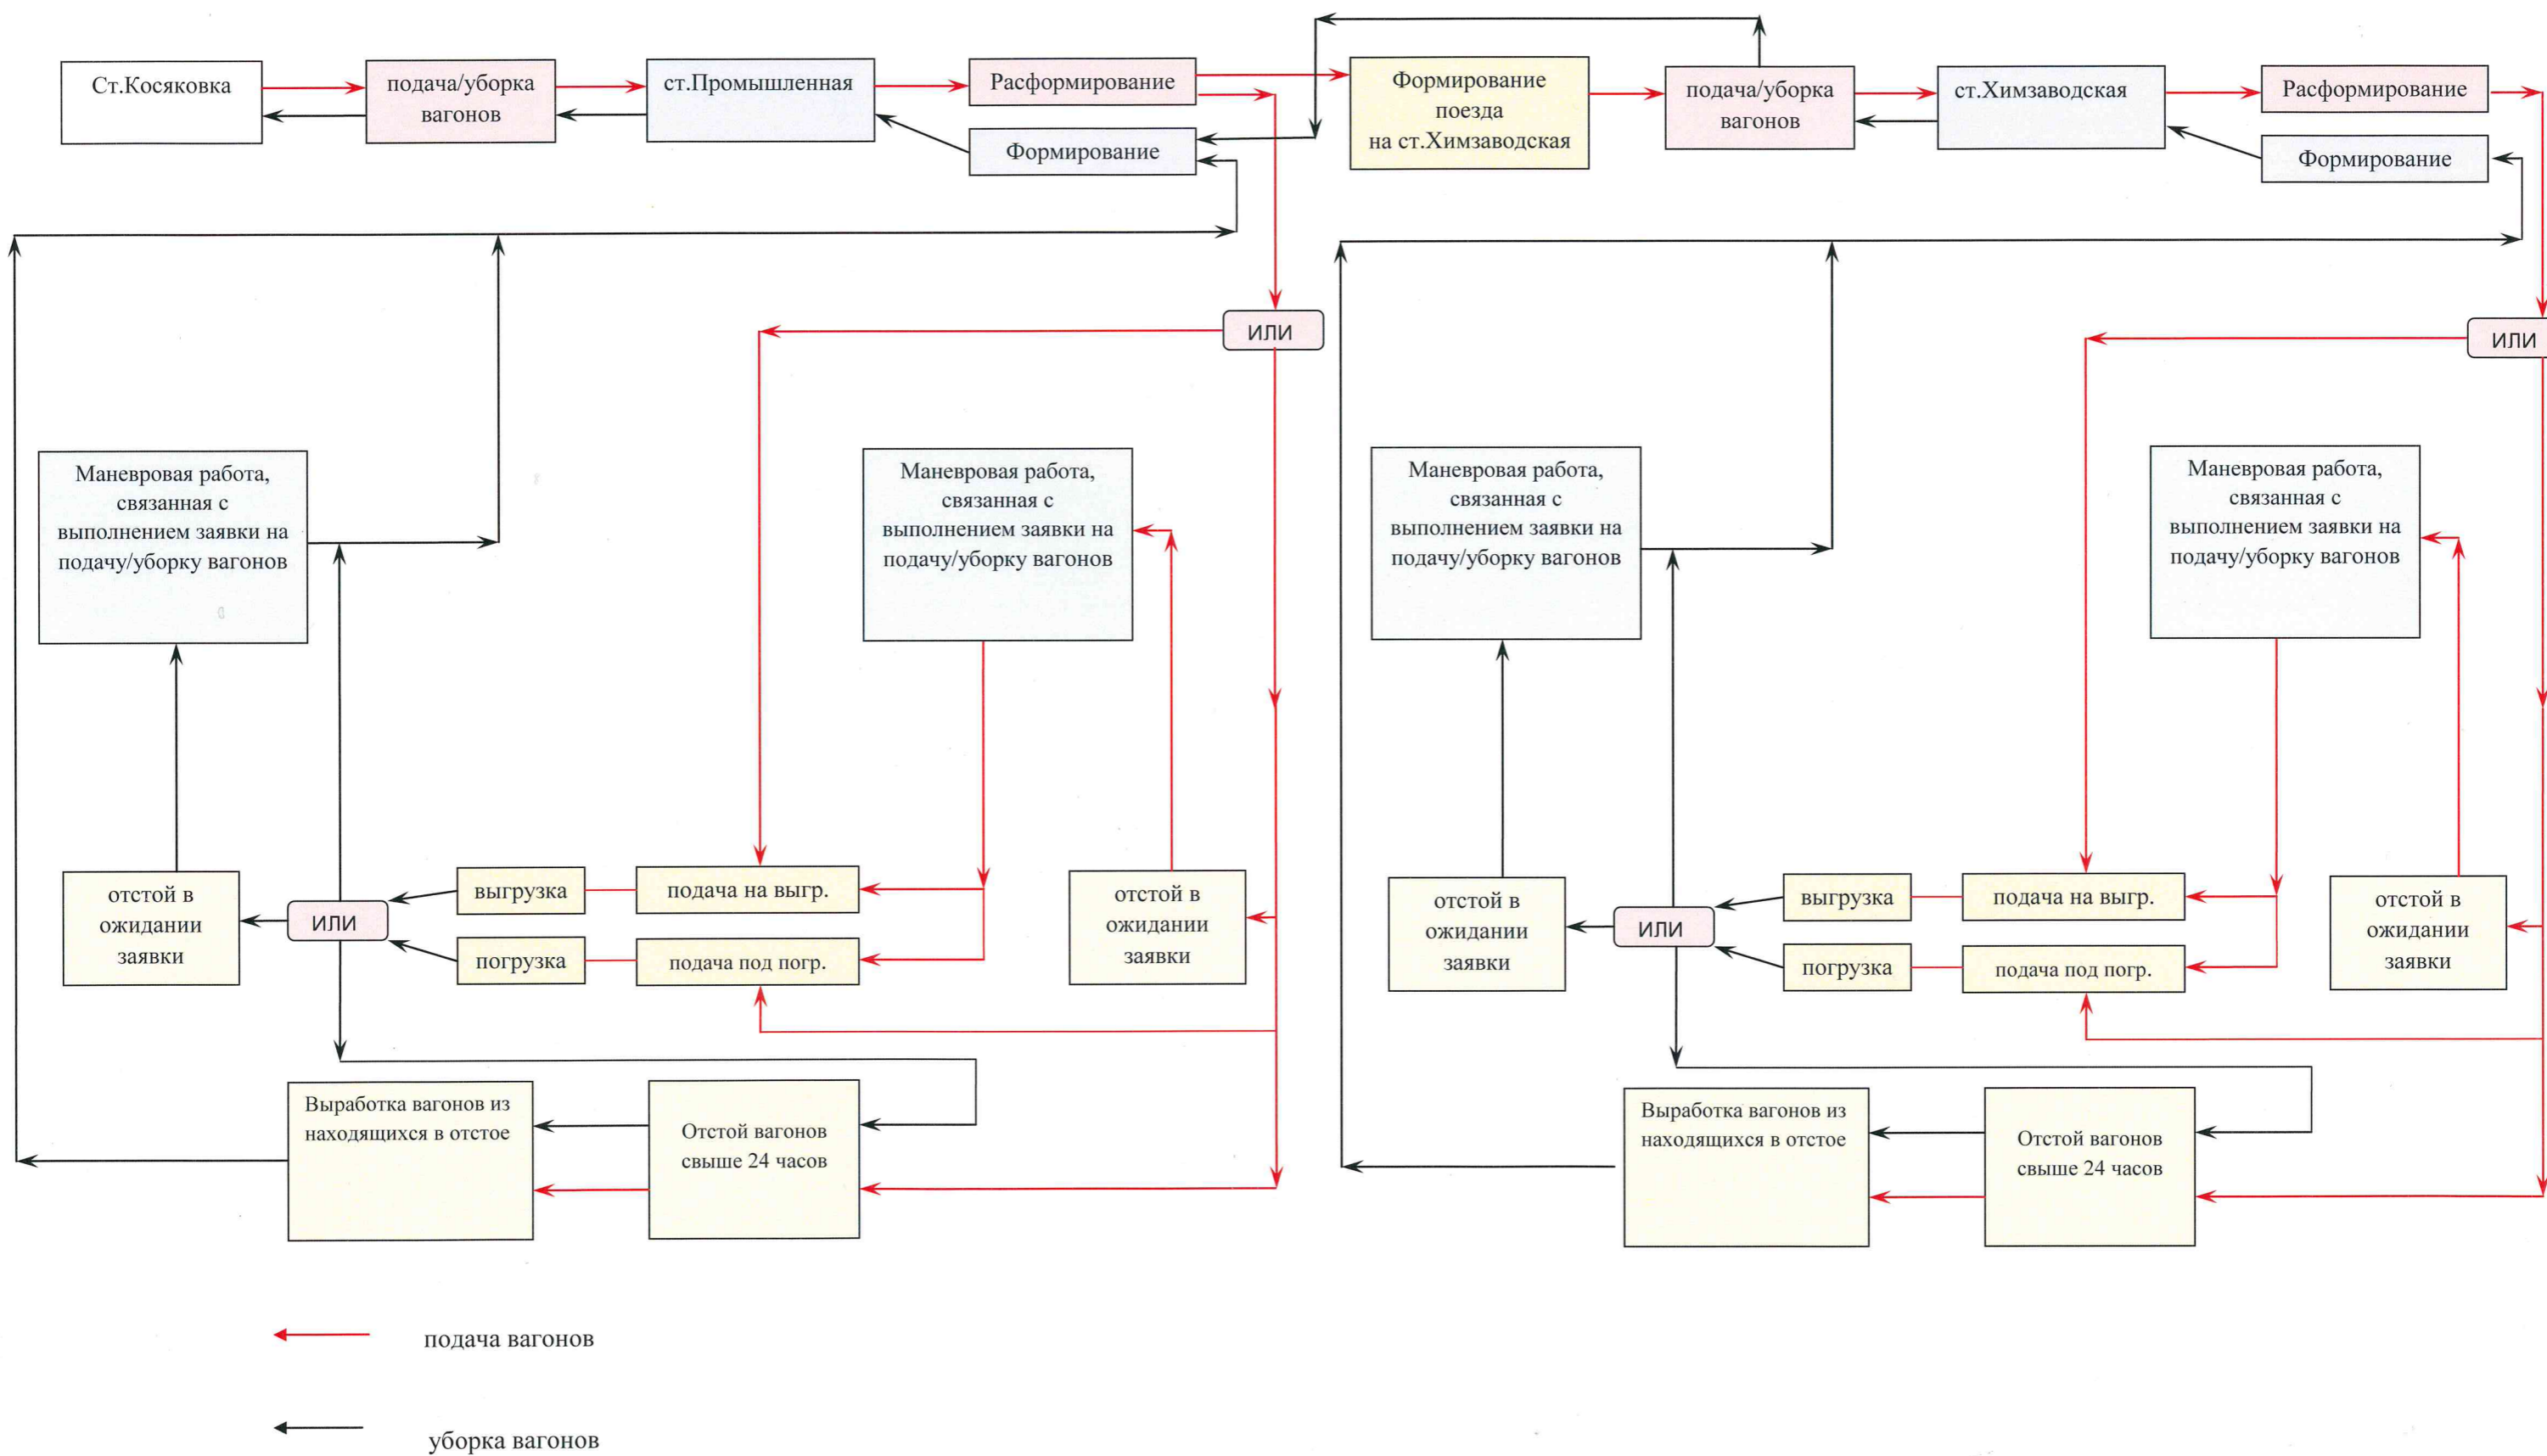 Ст.Косяковка
подача/уборка
вагонов
ст.Промышленная
Расформирование
Формирование
Формирование
поезда
на ст.Химзаводская
подача/уборка
вагонов
ст.Химзаводская
Расформирование
Формирование
ИЛИ
ИЛИ
Маневровая работа,
связанная с
выполнением заявки на
подачу/уборку вагонов
Маневровая работа,
связанная с
выполнением заявки на
подачу/уборку вагонов
Маневровая работа,
связанная с
выполнением заявки на
подачу/уборку вагонов
Маневровая работа,
связанная с
выполнением заявки на
подачу/уборку вагонов
отстой в
ожидании
заявки
ИЛИ
выгрузка
погрузка
подача на выгр.
подача под погр.
отстой в
ожидании
заявки
отстой в
ожидании
заявки
ИЛИ
выгрузка
погрузка
подача на выгр.
подача под погр.
отстой в
ожидании
заявки
Выработка вагонов из
находящихся в отстое
Отстой вагонов
свыше 24 часов
Выработка вагонов из
находящихся в отстое
Отстой вагонов
свыше 24 часов
подача вагонов
уборка вагонов